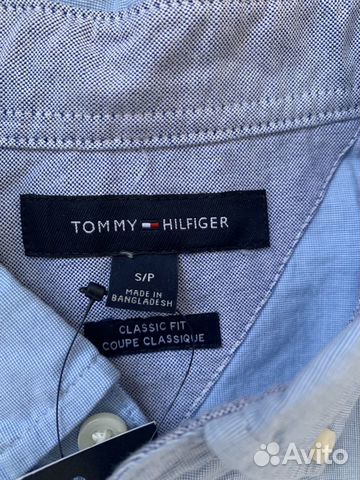 TOMMY HILFIGER
S/P
MADE IN
BANGLADESH
CLASSIC FIT
COUPE CLASSIQUE
Avito